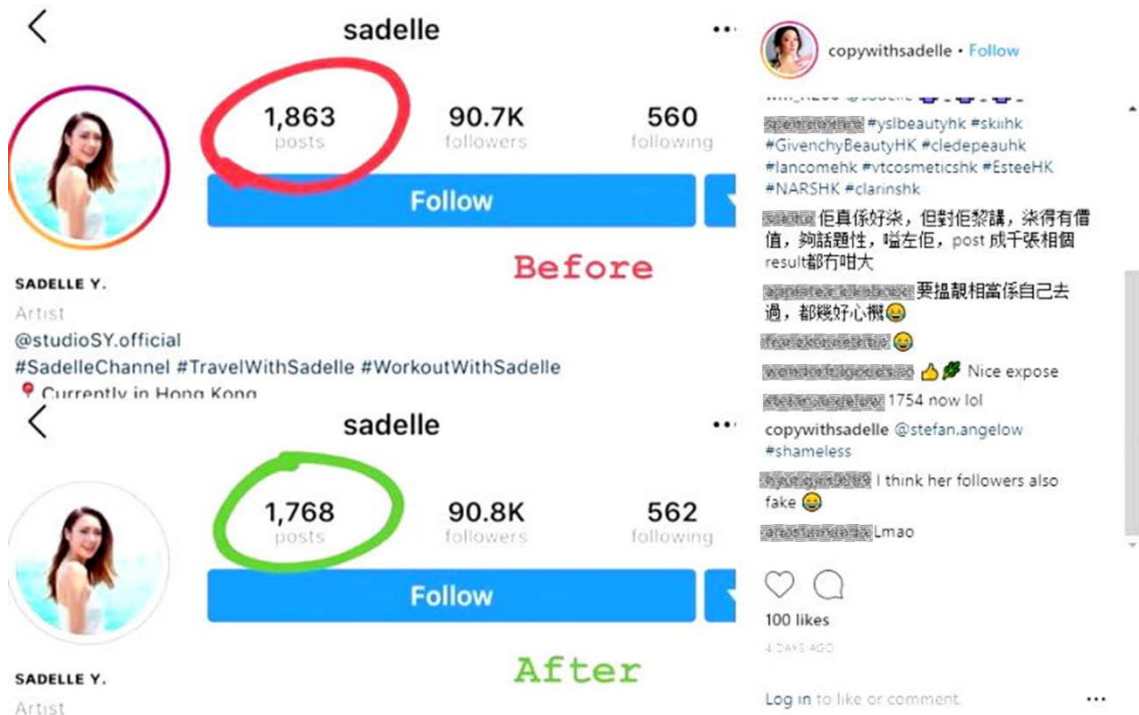 sadelle
1,863
90.7K
560
posts
followers
following
Follow
Before
SADELLE Y.
Artist
@studioSY.official
#SadelleChannel #TravelWithSadelle #WorkoutWithSadelle
Currently in Hong Kong
sadelle
1,768
90.8K
562
posts
followers
following
Follow
After
SADELLE Y.
Artist
copywithsadelle • Follow
#yslbeautyhk #skiihk
#GivenchyBeautyHK #cledepeauhk
#lancomehk #vtcosmeticshk #EsteeHK
#NARSHK #clarinshk
佢真係好柒，但對佢黎講，柒得有價
值，夠話題性，嗌左佢，post 成千張相個
result都冇咁大
要搵靚相當係自己去
過，都幾好心機😂
😂
👍🌿 Nice expose
1754 now lol
copywithsadelle @stefan.angelow
#shameless
I think her followers also
fake 😂
Lmao
100 likes
4 DAYS AGO
Log in to like or comment.